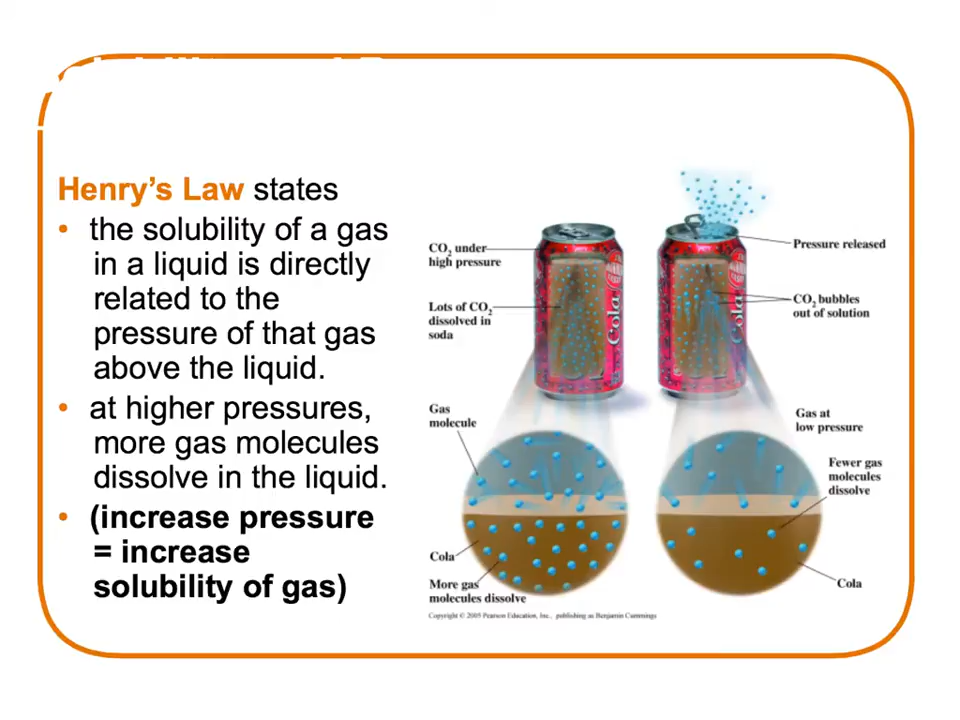 Henry's Law states
• the solubility of a gas
in a liquid is directly
related to the
pressure of that gas
above the liquid.
• at higher pressures,
more gas molecules
dissolve in the liquid.
• (increase pressure
= increase
solubility of gas)
CO2 under
high pressure
Lots of CO2
dissolved in
soda
Cola
Gas
molecule
Cola
More gas
molecules dissolve
Pressure released
CO2 bubbles
out of solution
Cola
Gas at
low pressure
Fewer gas
molecules
dissolve
Cola
Copyright © 2005 Pearson Education, Inc., publishing as Benjamin Cummings